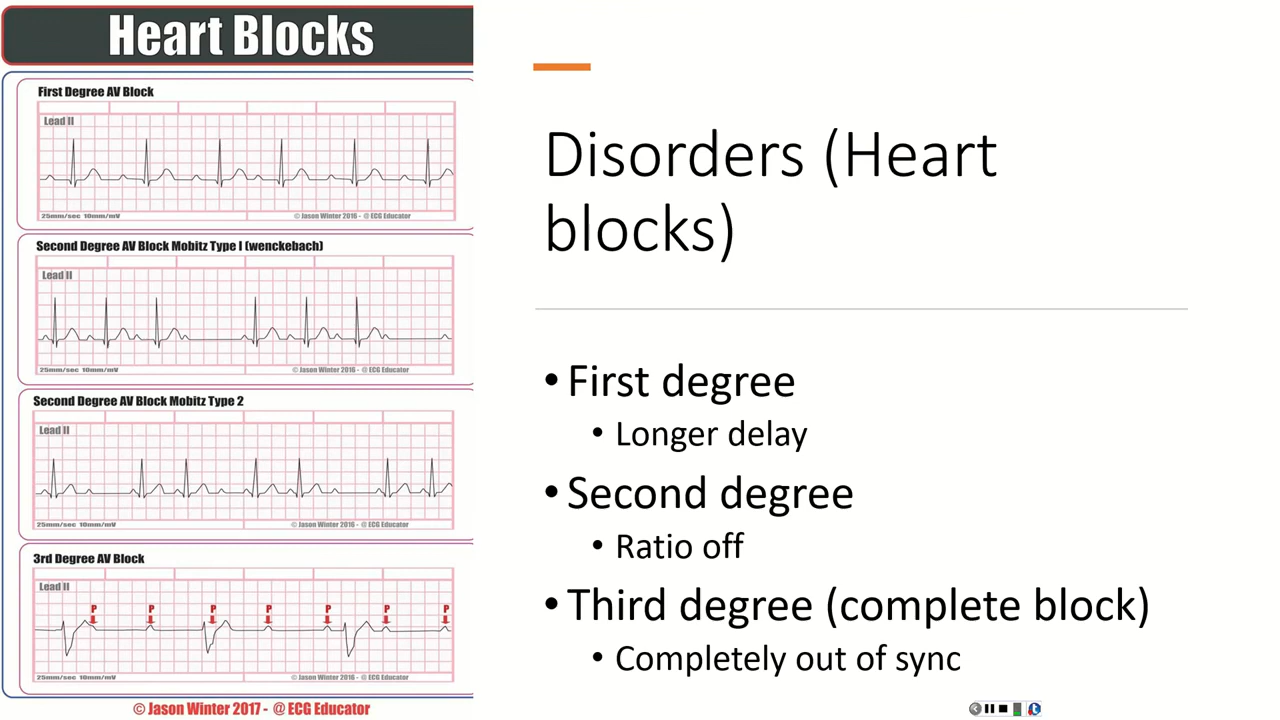 Heart Blocks
First Degree AV Block
Lead II
25mm/sec 10mm/mV
© Jason Winter 2016 - @ ECG Educator
Second Degree AV Block Mobitz Type I (wenckebach)
Lead II
25mm/sec 10mm/mV
© Jason Winter 2016 - @ ECG Educator
Second Degree AV Block Mobitz Type 2
Lead II
25mm/sec 10mm/mV
© Jason Winter 2016 - @ ECG Educator
3rd Degree AV Block
Lead II
P P P P P P P
25mm/sec 10mm/mV
© Jason Winter 2016 - @ ECG Educator
© Jason Winter 2017 - @ ECG Educator
Disorders (Heart
blocks)
• First degree
• Longer delay
• Second degree
• Ratio off
• Third degree (complete block)
• Completely out of sync